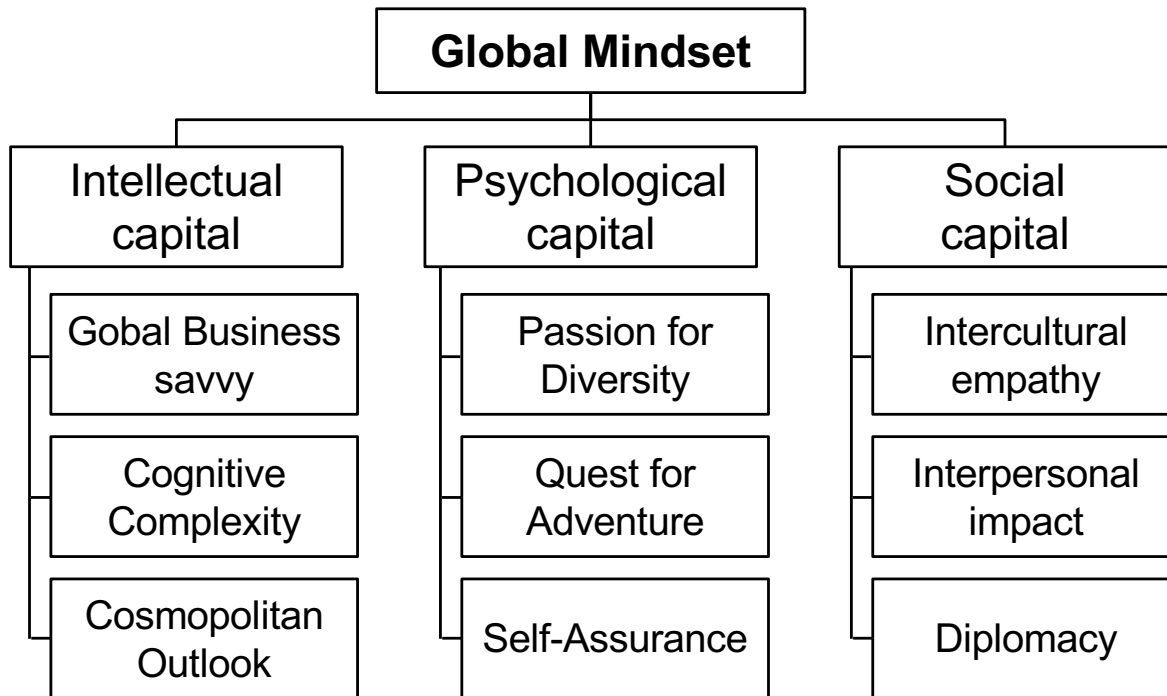 Global Mindset
Intellectual
capital
Gobal Business
savvy
Cognitive
Complexity
Cosmopolitan
Outlook
Psychological
capital
Passion for
Diversity
Quest for
Adventure
Self-Assurance
Social
capital
Intercultural
empathy
Interpersonal
impact
Diplomacy